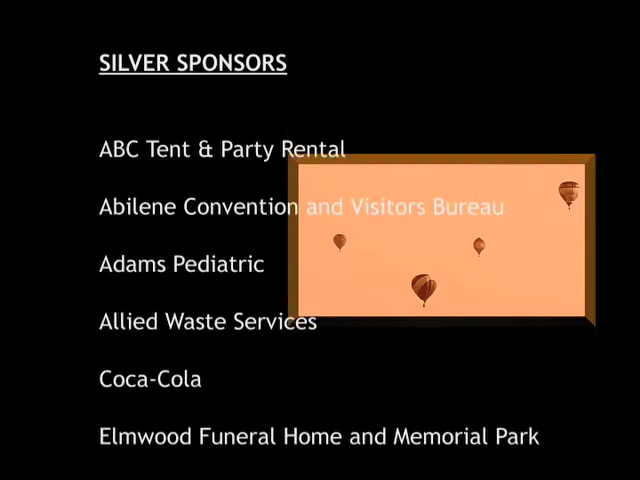 SILVER SPONSORS
ABC Tent & Party Rental
Abilene Convention and Visitors Bureau
Adams Pediatric
Allied Waste Services
Coca-Cola
Elmwood Funeral Home and Memorial Park